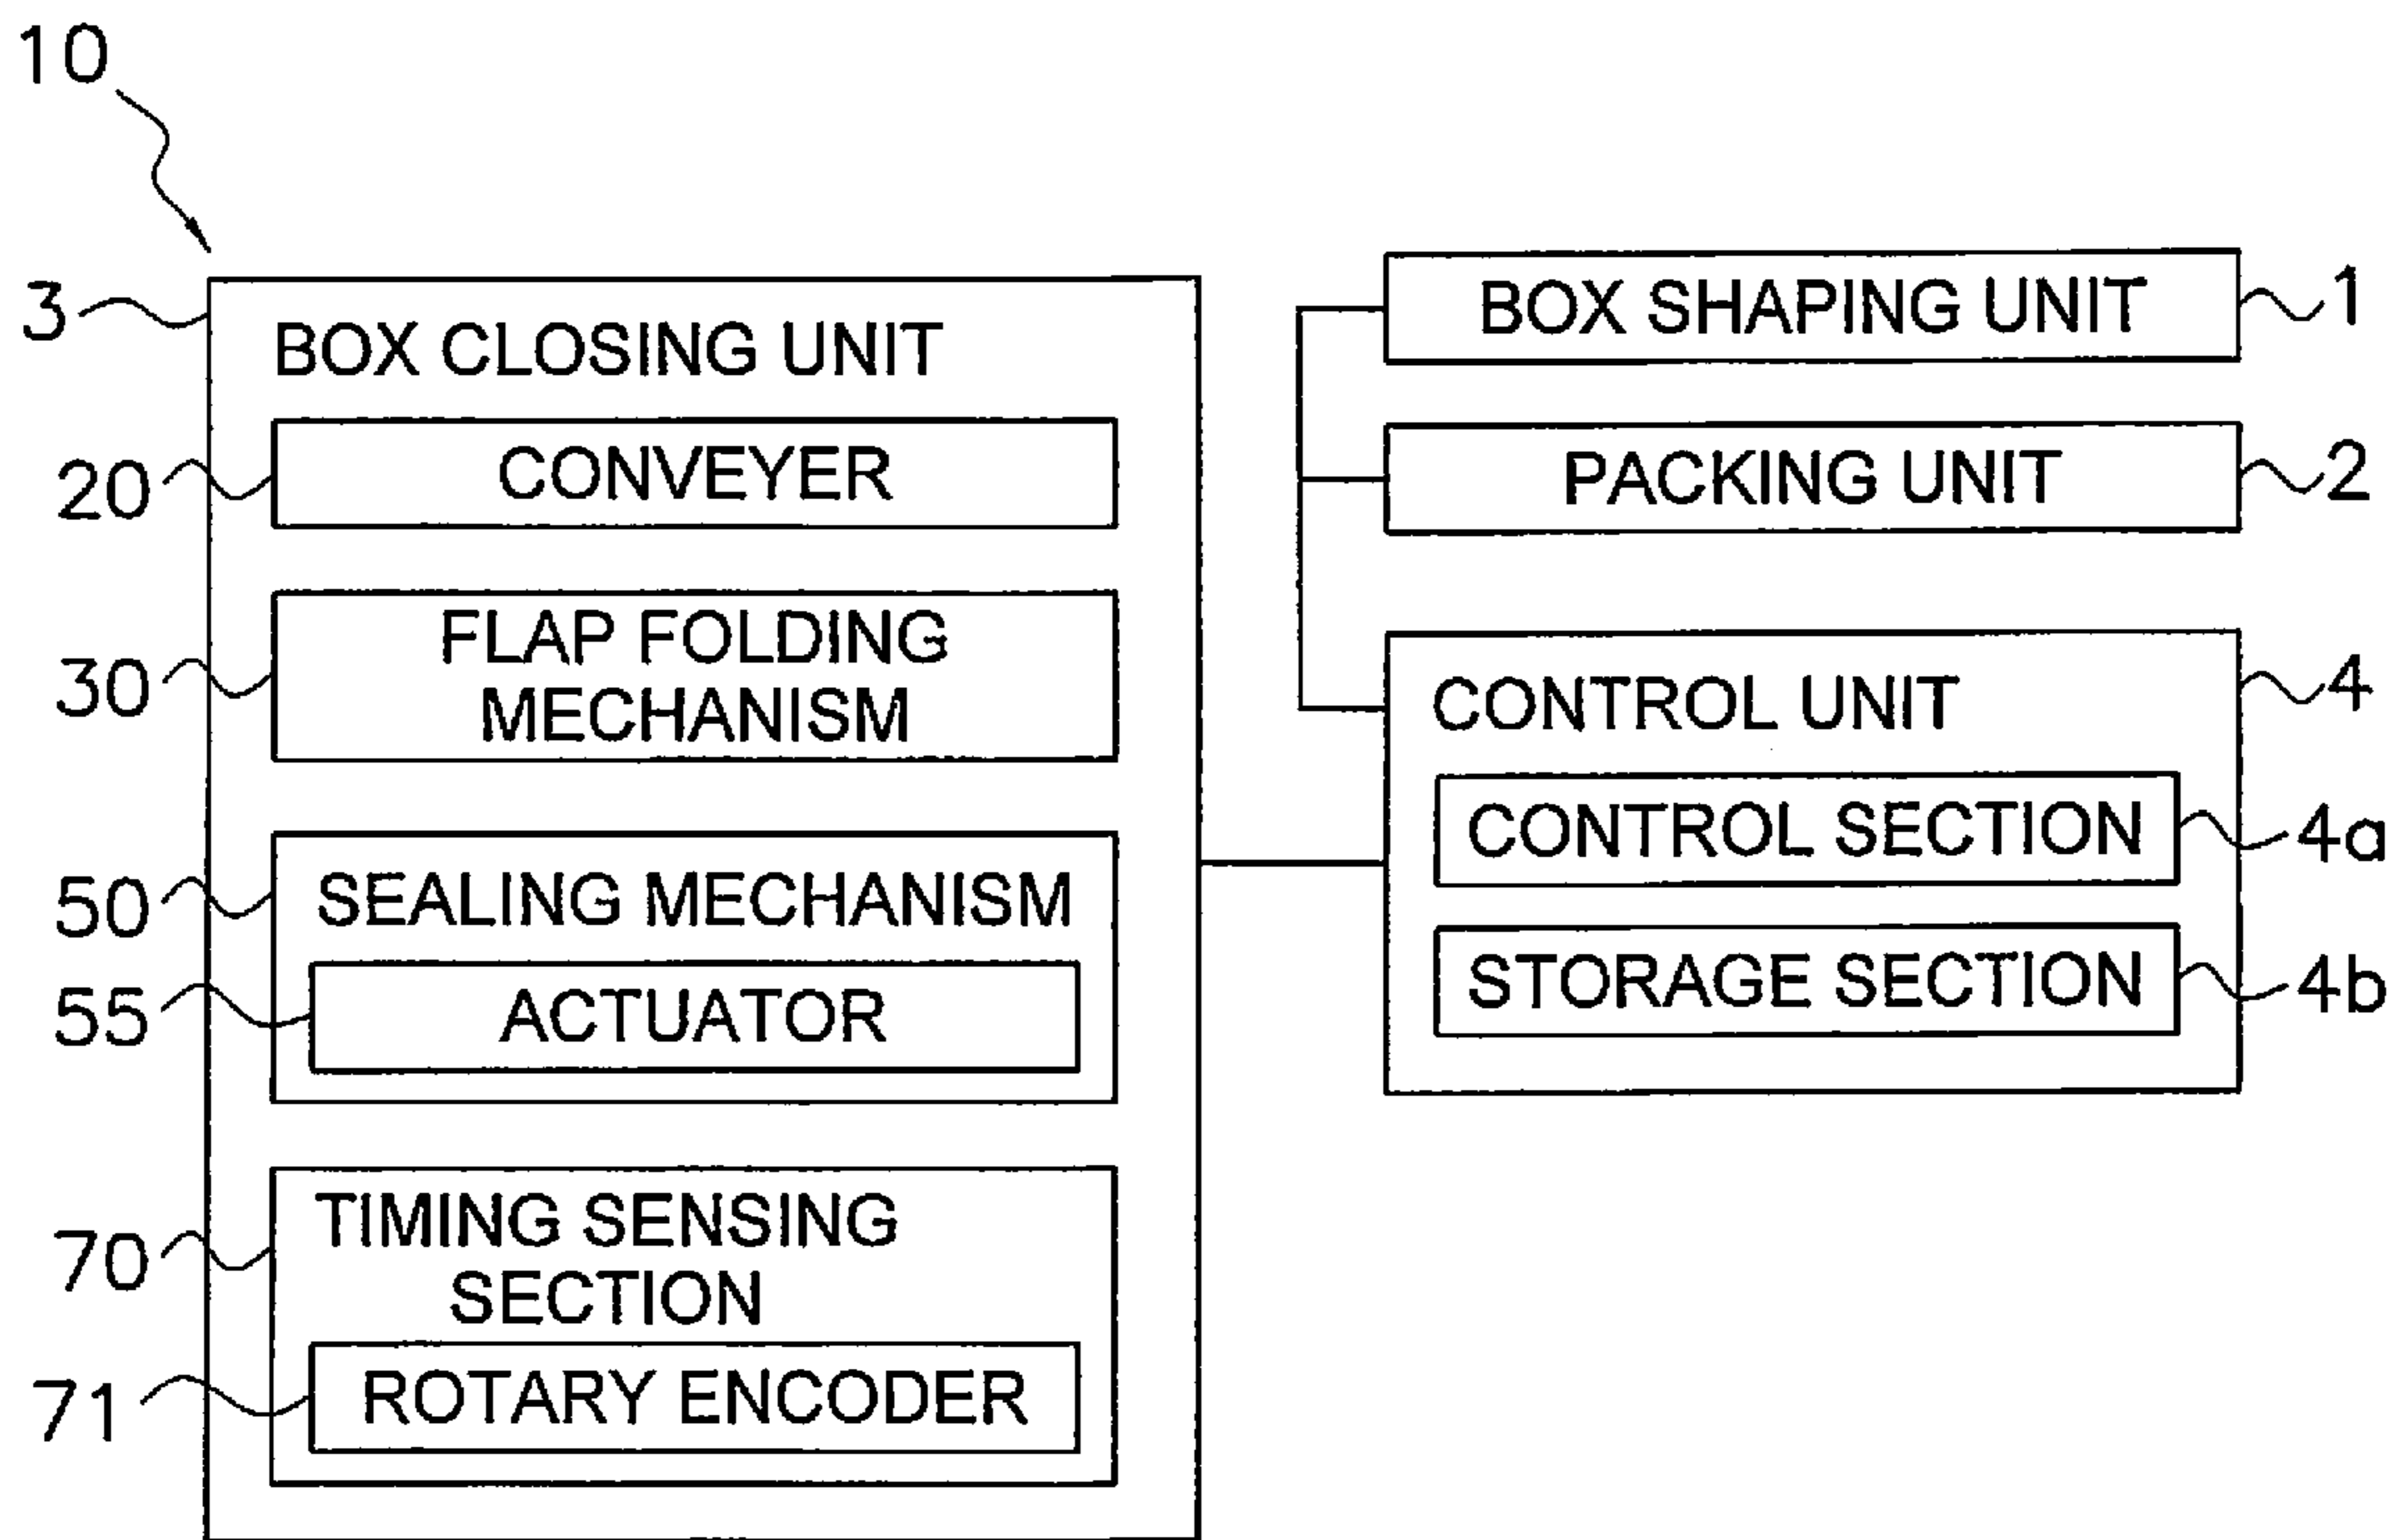 10
3
BOX CLOSING UNIT
20
CONVEYER
30
FLAP FOLDING
MECHANISM
50
SEALING MECHANISM
55
ACTUATOR
70
TIMING SENSING
SECTION
71
ROTARY ENCODER
BOX SHAPING UNIT
1
PACKING UNIT
2
CONTROL UNIT
4
CONTROL SECTION
4a
STORAGE SECTION
4b